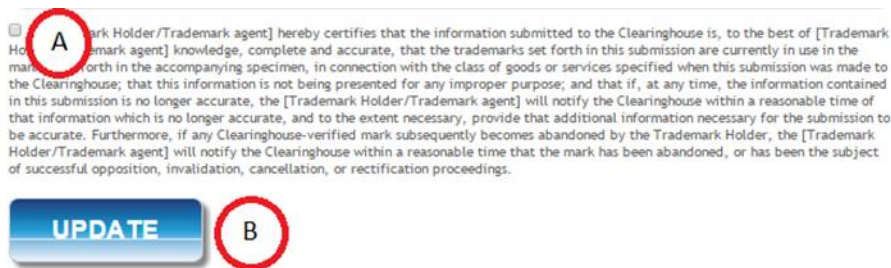 A
ark Holder/Trademark agent] hereby certifies that the information submitted to the Clearinghouse is, to the best of [Trademark
Ho emark agent] knowledge, complete and accurate, that the trademarks set forth in this submission are currently in use in the
man orth in the accompanying specimen, in connection with the class of goods or services specified when this submission was made to
the Clearinghouse; that this information is not being presented for any improper purpose; and that if, at any time, the information contained
in this submission is no longer accurate, the [Trademark Holder/Trademark agent] will notify the Clearinghouse within a reasonable time of
that information which is no longer accurate, and to the extent necessary, provide that additional information necessary for the submission to
be accurate. Furthermore, if any Clearinghouse-verified mark subsequently becomes abandoned by the Trademark Holder, the [Trademark
Holder/Trademark agent] will notify the Clearinghouse within a reasonable time that the mark has been abandoned, or has been the subject
of successful opposition, invalidation, cancellation, or rectification proceedings.
UPDATE
B